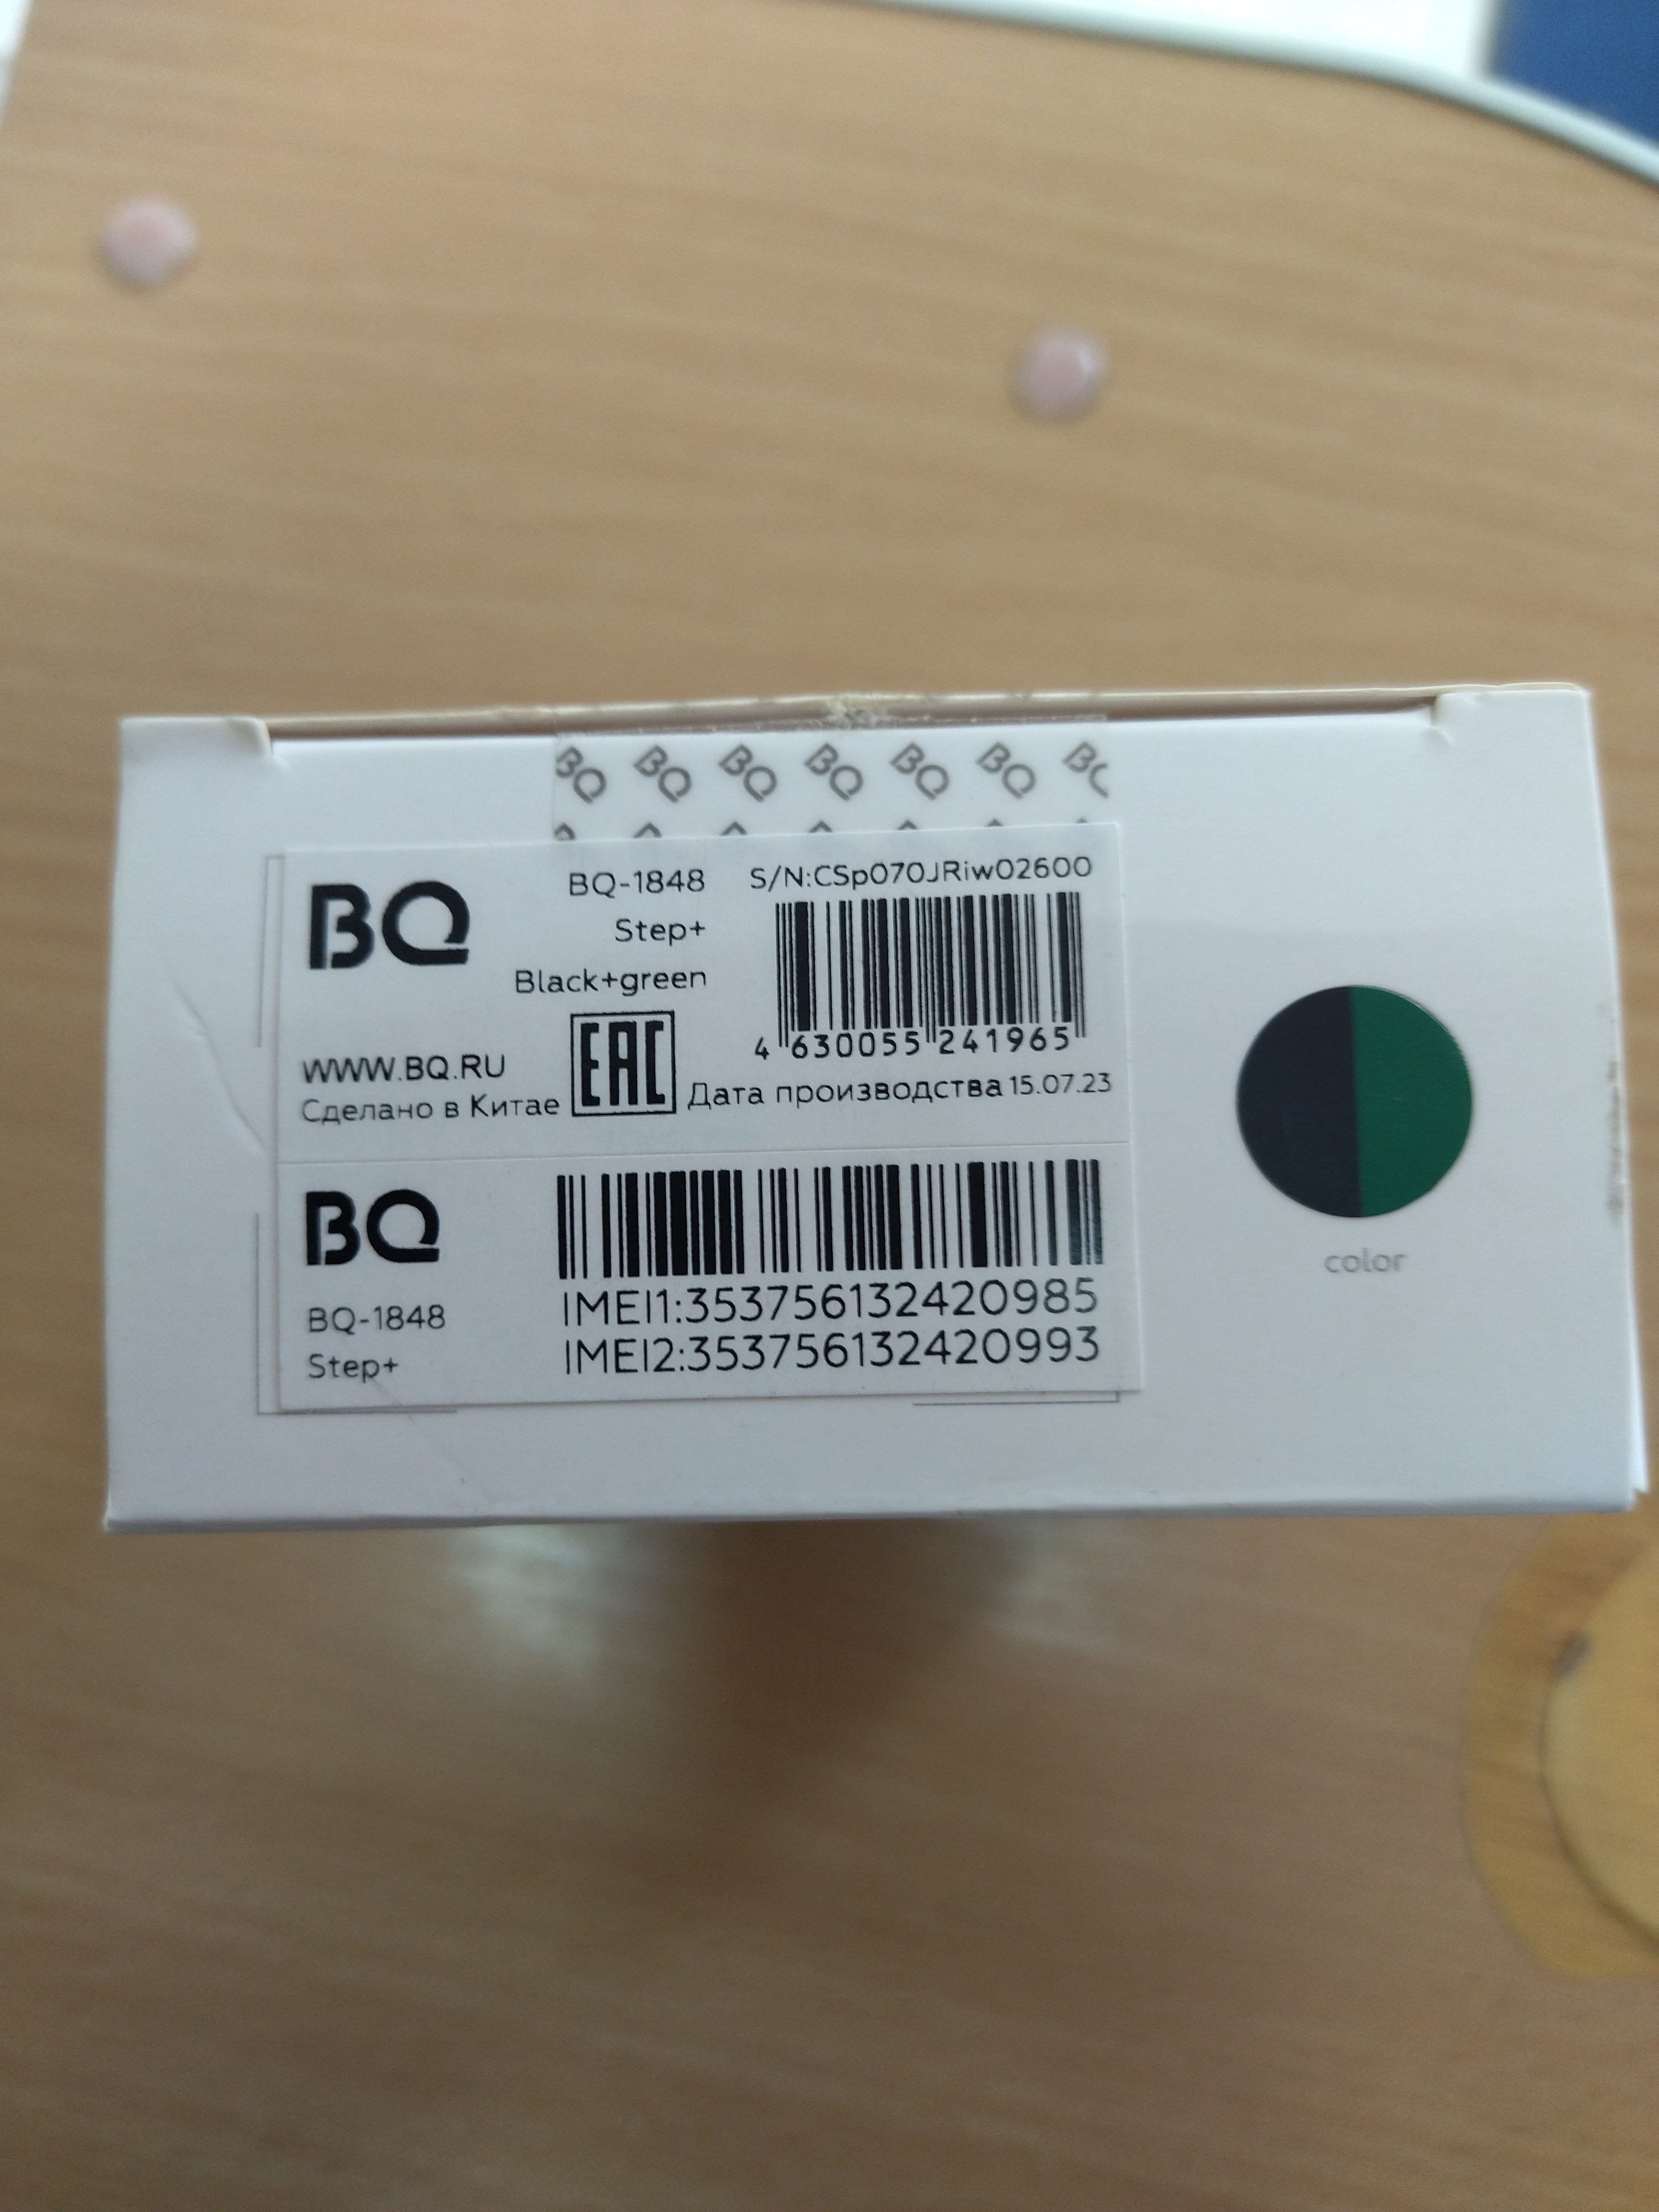 BQ BQ BQ BQ BQ BQ BQ
BQ
BQ-1848
Step+
Black+green
S/N:CSp070JRiw02600
4 630055 241965
WWW.BQ.RU
Сделано в Китае
EAC
Дата производства 15.07.23
BQ
BQ-1848
Step+
IMEI1:353756132420985
IMEI2:353756132420993
color